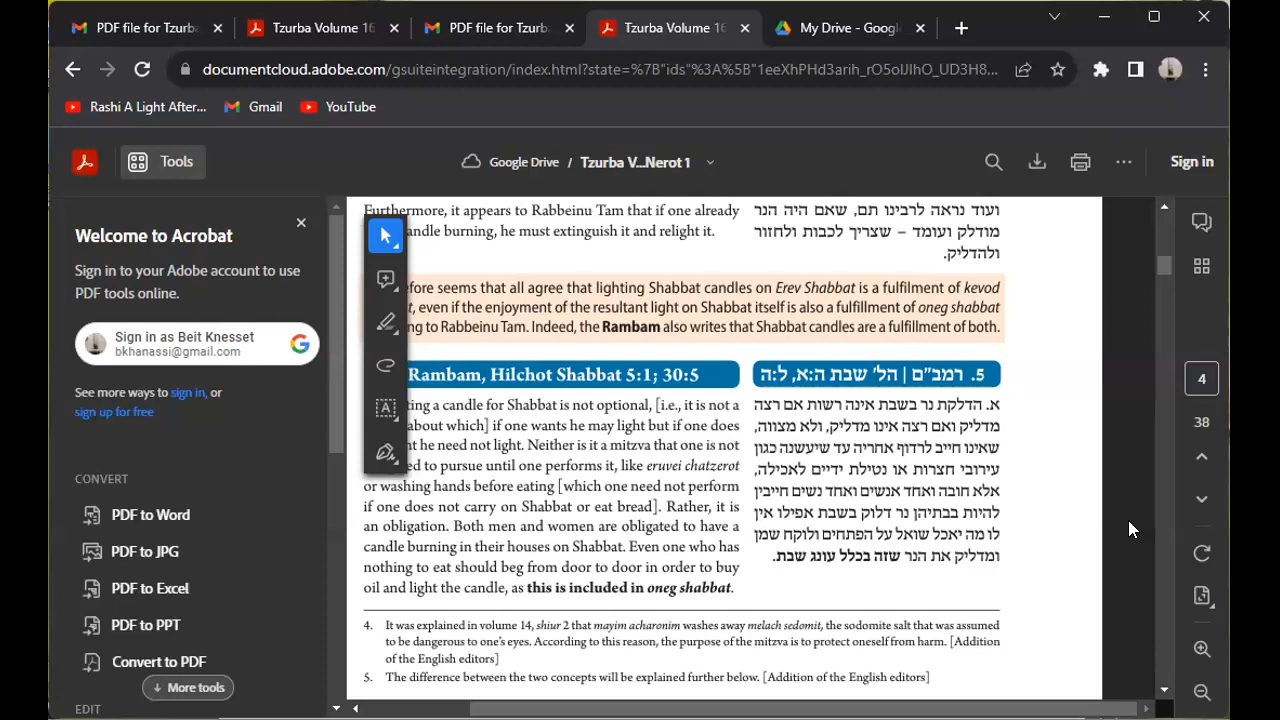 PDF file for Tzurba
Tzurba Volume 16
PDF file for Tzurba
Tzurba Volume 16
My Drive - Google
documentcloud.adobe.com/gsuiteintegration/index.html?state=%7B"ids"%3A%5B"1eeXhPHd3arih_rO5olJIhO_UD3H8...
Rashi A Light After...
Gmail
YouTube
Tools
Google Drive / Tzurba V...Nerot 1
Sign in
Welcome to Acrobat
Sign in to your Adobe account to use
PDF tools online.
Sign in as Beit Knesset
bkhanassi@gmail.com
See more ways to sign in, or
sign up for free
CONVERT
PDF to Word
PDF to JPG
PDF to Excel
PDF to PPT
Convert to PDF
More tools
EDIT
Furthermore, it appears to Rabbeinu Tam that if one already
andle burning, he must extinguish it and relight it.
ועוד נראה לרבינו תם, שאם היה הנר
מודלק ועומד – שצריך לכבות ולחזור
ולהדליק.
efore seems that all agree that lighting Shabbat candles on Erev Shabbat is a fulfilment of kevod
t, even if the enjoyment of the resultant light on Shabbat itself is also a fulfillment of oneg shabbat
ng to Rabbeinu Tam. Indeed, the Rambam also writes that Shabbat candles are a fulfillment of both.
Rambam, Hilchot Shabbat 5:1; 30:5
ting a candle for Shabbat is not optional, [i.e., it is not a
about which] if one wants he may light but if one does
nt he need not light. Neither is it a mitzva that one is not
ed to pursue until one performs it, like eruvei chatzerot
or washing hands before eating [which one need not perform
if one does not carry on Shabbat or eat bread]. Rather, it is
an obligation. Both men and women are obligated to have a
candle burning in their houses on Shabbat. Even one who has
nothing to eat should beg from door to door in order to buy
oil and light the candle, as this is included in oneg shabbat.
5. רמב"ם | הל' שבת ה:א, ל:ה
א. הדלקת נר בשבת אינה רשות אם רצה
מדליק ואם רצה אינו מדליק, ולא מצווה,
שאינו חייב לרדוף אחריה עד שיעשנה כגון
עירובי חצרות או נטילת ידיים לאכילה,
אלא חובה ואחד אנשים ואחד נשים חייבין
להיות בבתיהן נר דלוק בשבת אפילו אין
לו מה יאכל שואל על הפתחים ולוקח שמן
ומדליק את הנר שזה בכלל עונג שבת.
4. It was explained in volume 14, shiur 2 that mayim acharonim washes away melach sedomit, the sodomite salt that was assumed
to be dangerous to one's eyes. According to this reason, the purpose of the mitzva is to protect oneself from harm. [Addition
of the English editors]
5. The difference between the two concepts will be explained further below. [Addition of the English editors]
4
38